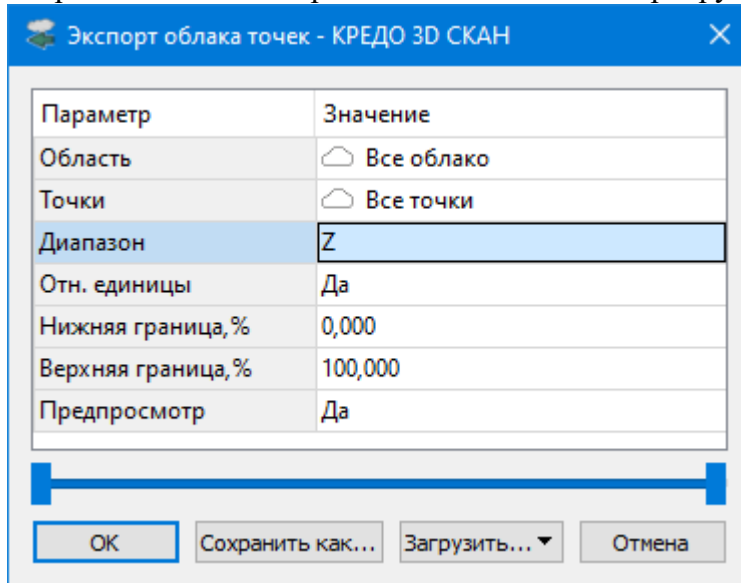 Экспорт облака точек - КРЕДО 3D СКАН
Параметр Значение
Область Все облако
Точки Все точки
Диапазон Z
Отн. единицы Да
Нижняя граница,% 0,000
Верхняя граница,% 100,000
Предпросмотр Да
ОК Сохранить как... Загрузить... Отмена